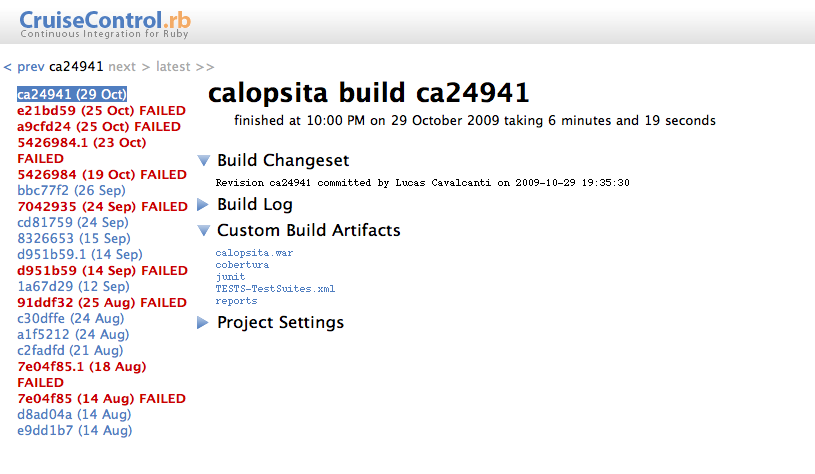 CruiseControl.rb
Continuous Integration for Ruby
< prev ca24941 next > latest >>
ca24941 (29 Oct)
e21bd59 (25 Oct) FAILED
a9cfd24 (25 Oct) FAILED
5426984.1 (23 Oct)
FAILED
5426984 (19 Oct) FAILED
bbc77f2 (26 Sep)
7042935 (24 Sep) FAILED
cd81759 (24 Sep)
8326653 (15 Sep)
d951b59.1 (14 Sep)
d951b59 (14 Sep) FAILED
1a67d29 (12 Sep)
91ddf32 (25 Aug) FAILED
c30dffe (24 Aug)
a1f5212 (24 Aug)
c2fadfd (21 Aug)
7e04f85.1 (18 Aug)
FAILED
7e04f85 (14 Aug) FAILED
d8ad04a (14 Aug)
e9dd1b7 (14 Aug)
calopsita build ca24941
finished at 10:00 PM on 29 October 2009 taking 6 minutes and 19 seconds
Build Changeset
Revision ca24941 committed by Lucas Cavalcanti on 2009-10-29 19:35:30
Build Log
Custom Build Artifacts
calopsita.war
cobertura
junit
TESTS-TestSuites.xml
reports
Project Settings